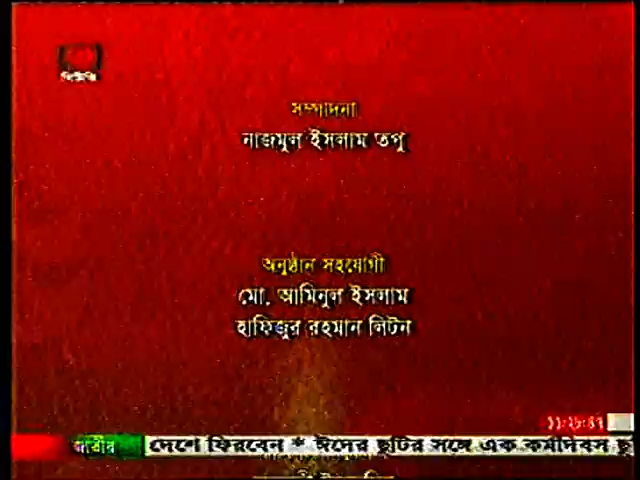 বিটিভি
সম্পাদনা
নাজমুল ইসলাম তপু
অনুষ্ঠান সহযোগী
মো. আমিনুল ইসলাম
হাফিজুর রহমান লিটন
জাতীয় দেশে ফিরবেন * ঈদের ছুটির সঙ্গে এক কর্মদিবস ছু